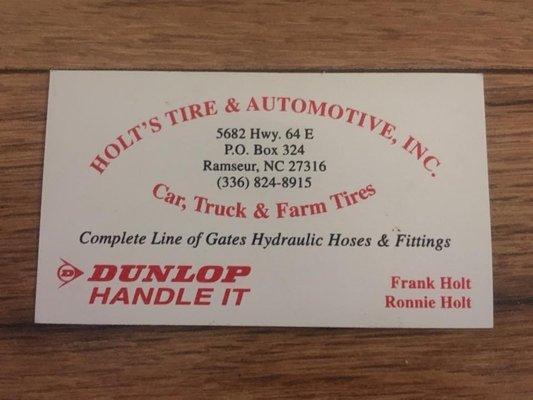 HOLT'S TIRE & AUTOMOTIVE, INC.
5682 Hwy. 64 E
P.O. Box 324
Ramseur, NC 27316
(336) 824-8915
Car, Truck & Farm Tires
Complete Line of Gates Hydraulic Hoses & Fittings
DUNLOP
HANDLE IT
Frank Holt
Ronnie Holt